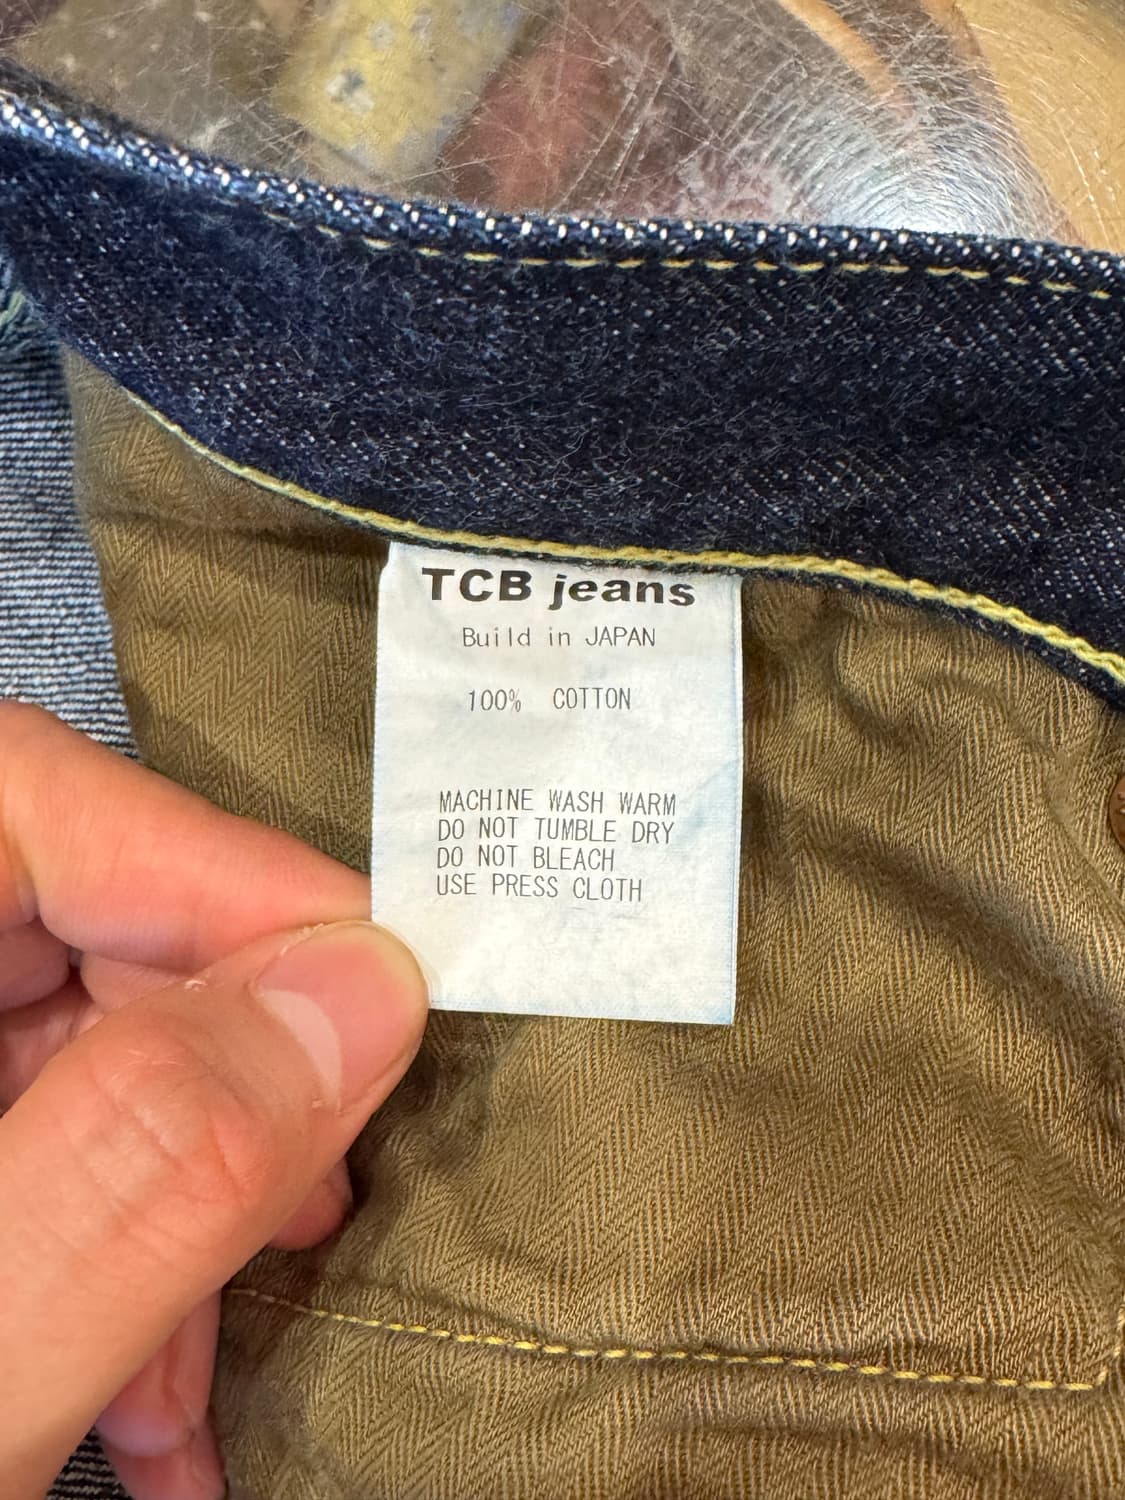 TCB jeans
Build in JAPAN
100% COTTON
MACHINE WASH WARM
DO NOT TUMBLE DRY
DO NOT BLEACH
USE PRESS CLOTH